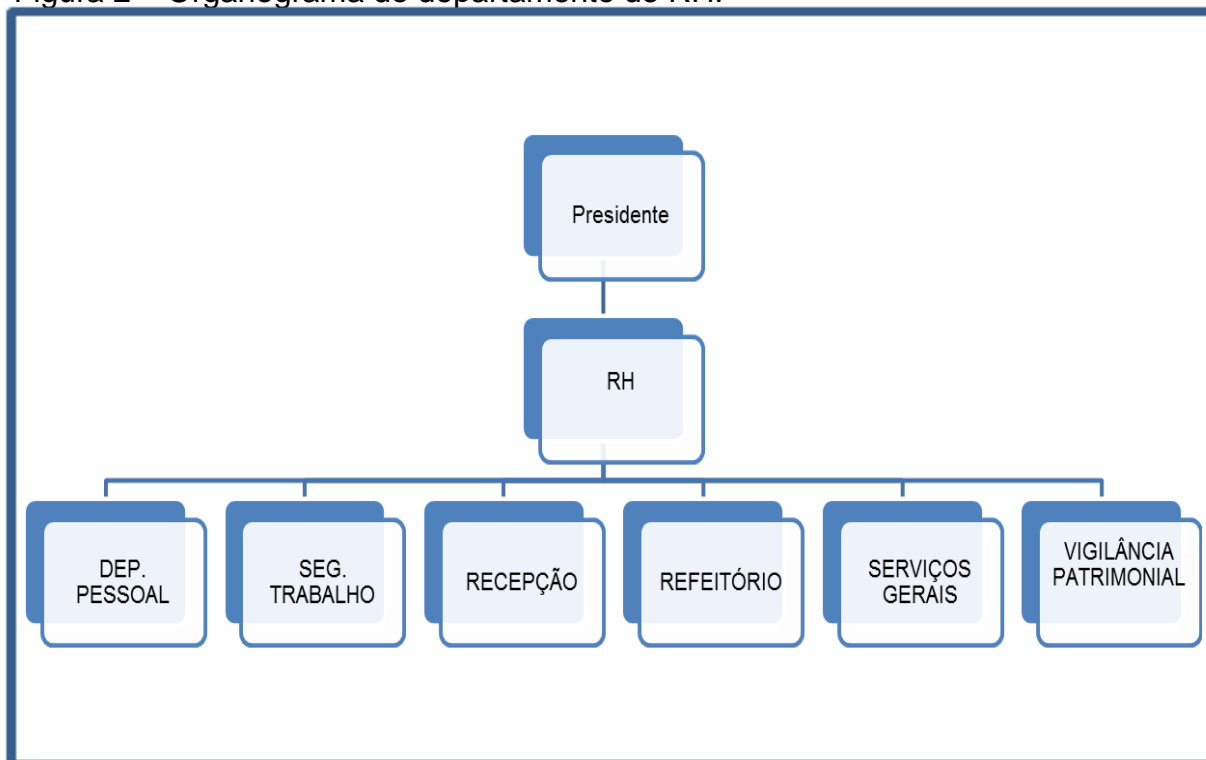 Figura 2 – Organograma do departamento de RH.
Presidente
RH
DEP.
PESSOAL
SEG.
TRABALHO
RECEPÇÃO
REFEITÓRIO
SERVIÇOS
GERAIS
VIGILÂNCIA
PATRIMONIAL